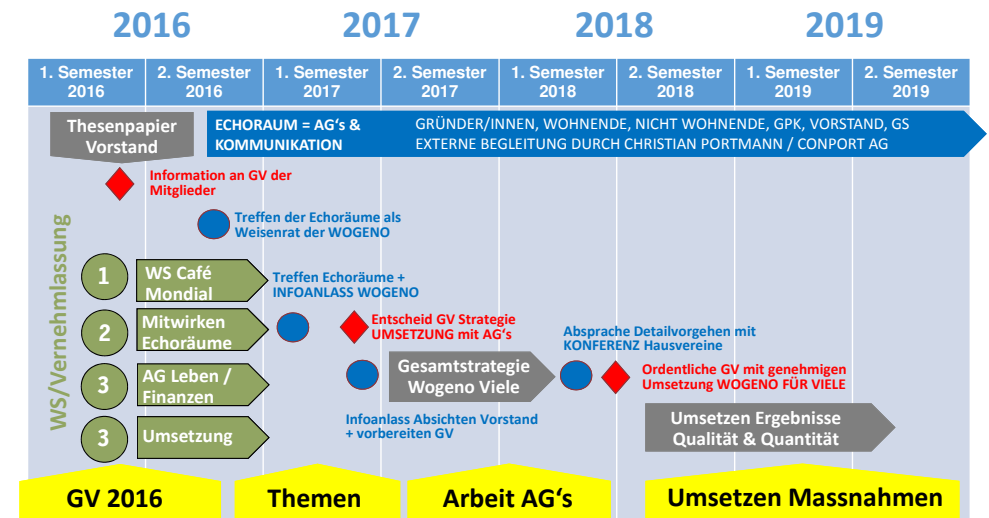 2016 2017 2018 2019
1. Semester 2. Semester 1. Semester 2. Semester 1. Semester 2. Semester 1. Semester 2. Semester
2016 2016 2017 2017 2018 2018 2019 2019
Thesenpapier
Vorstand
ECHORAUM = AG's &
KOMMUNIKATION
GRÜNDER/INNEN, WOHNENDE, NICHT WOHNENDE, GPK, VORSTAND, GS
EXTERNE BEGLEITUNG DURCH CHRISTIAN PORTMANN / CONPORT AG
Information an GV der
Mitglieder
Treffen der Echoräume als
Weisenrat der WOGENO
WS/Vernehmlassung
1
WS Café
Mondial
Treffen Echoräume +
INFOANLASS WOGENO
2
Mitwirken
Echoräume
Entscheid GV Strategie
UMSETZUNG mit AG's
Absprache Detailvorgehen mit
KONFERENZ Hausvereine
3
AG Leben /
Finanzen
Gesamtstrategie
Wogeno Viele
Ordentliche GV mit genehmigen
Umsetzung WOGENO FÜR VIELE
3
Umsetzung
Infoanlass Absichten Vorstand
+ vorbereiten GV
Umsetzen Ergebnisse
Qualität & Quantität
GV 2016
Themen
Arbeit AG's
Umsetzen Massnahmen